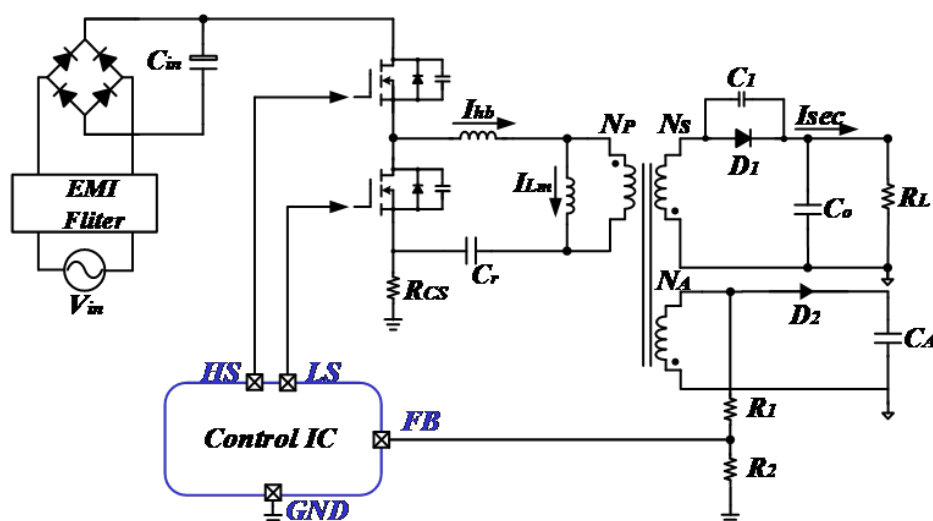 Cin
Ihb
NP
NS
C1
Isec
D1
ILm
Co
RL
EMI
Fliter
Vin
Cr
RCS
NA
D2
CA
HS
LS
R1
FB
Control IC
R2
GND